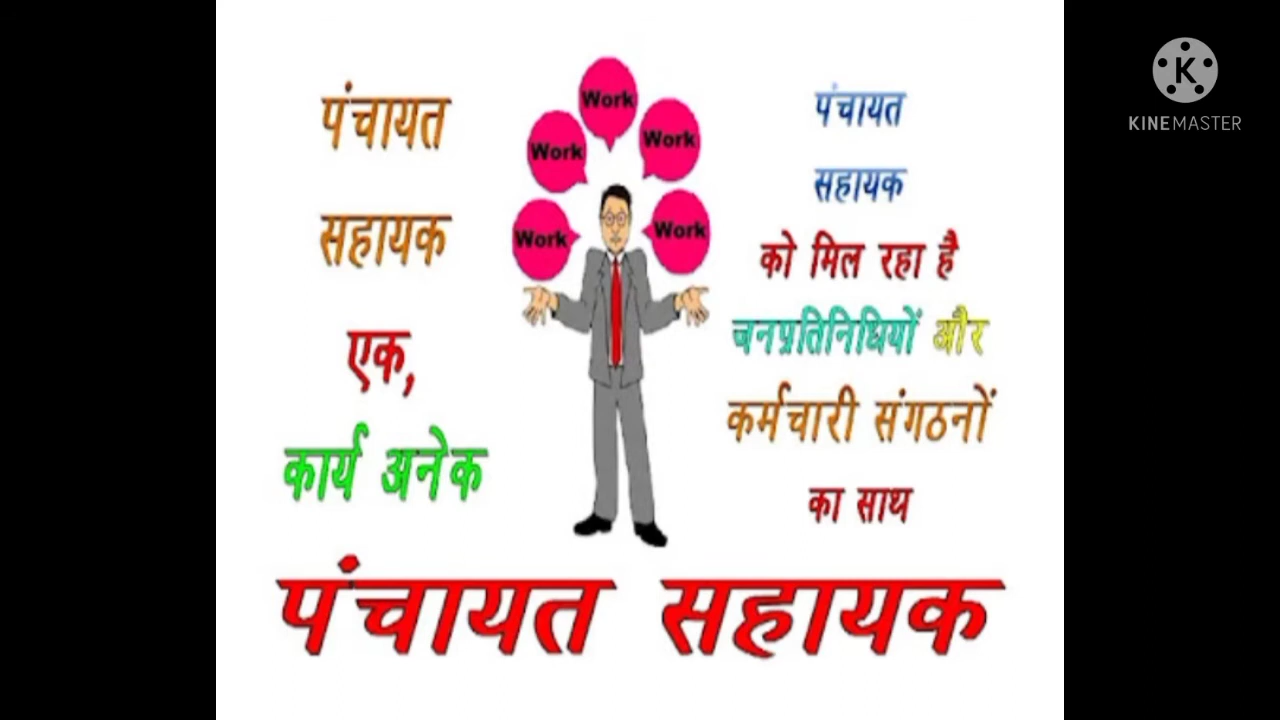 पंचायत
सहायक
एक,
कार्य अनेक
Work
Work
Work
Work
Work
पंचायत
सहायक
को मिल रहा है
जनप्रतिनिधियों और
कर्मचारी संगठनों
का साथ
पंचायत सहायक
K
KINEMASTER